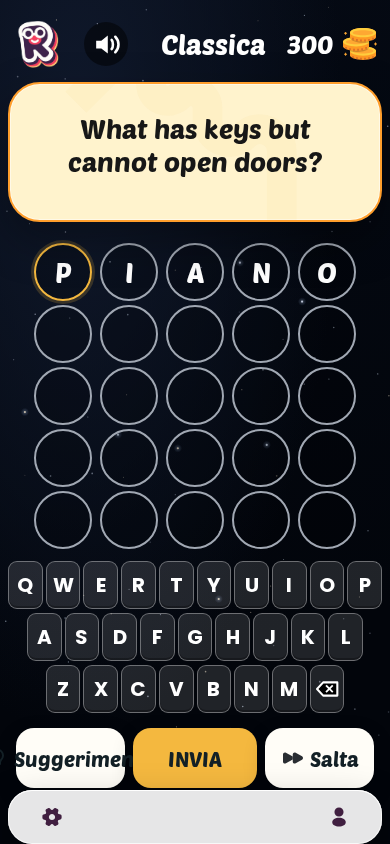 R
Classica 300
What has keys but
cannot open doors?
P I A N O
Q W E R T Y U I O P
A S D F G H J K L
Z X C V B N M
Suggerimen INVIA Salta